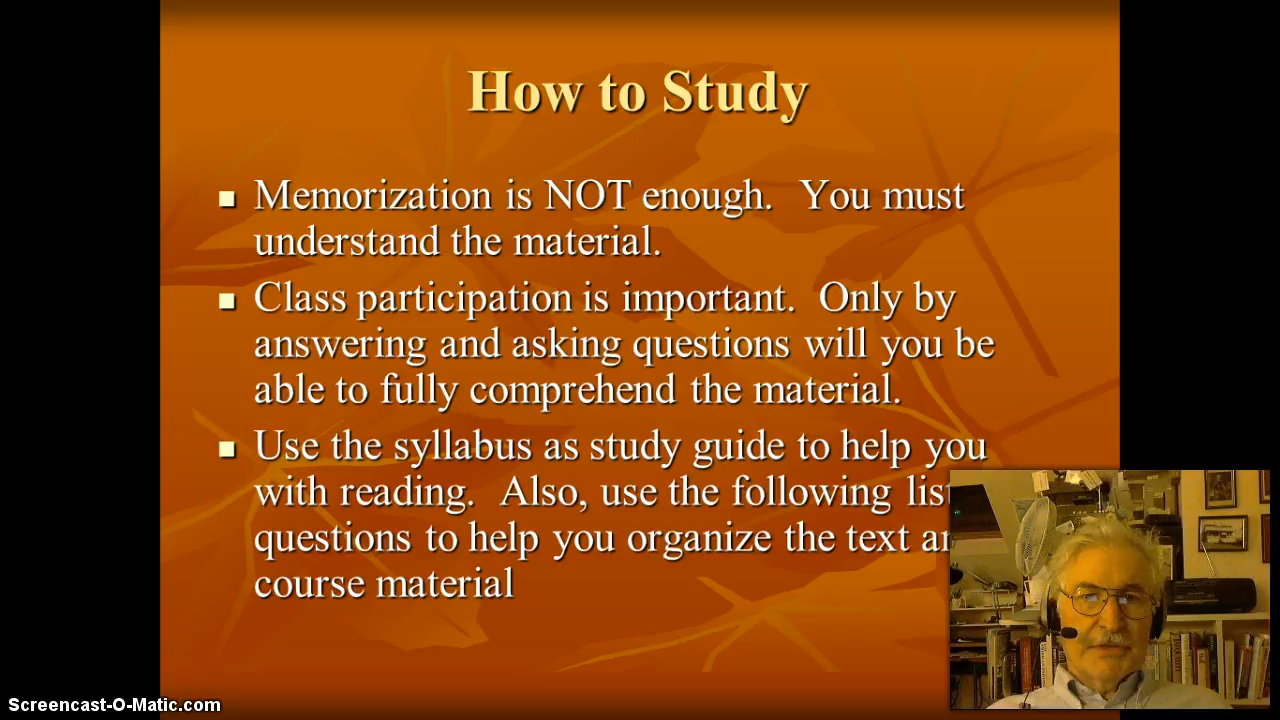 How to Study
Memorization is NOT enough. You must
understand the material.
Class participation is important. Only by
answering and asking questions will you be
able to fully comprehend the material.
Use the syllabus as study guide to help you
with reading. Also, use the following list
questions to help you organize the text
course material
Screencast-O-Matic.com